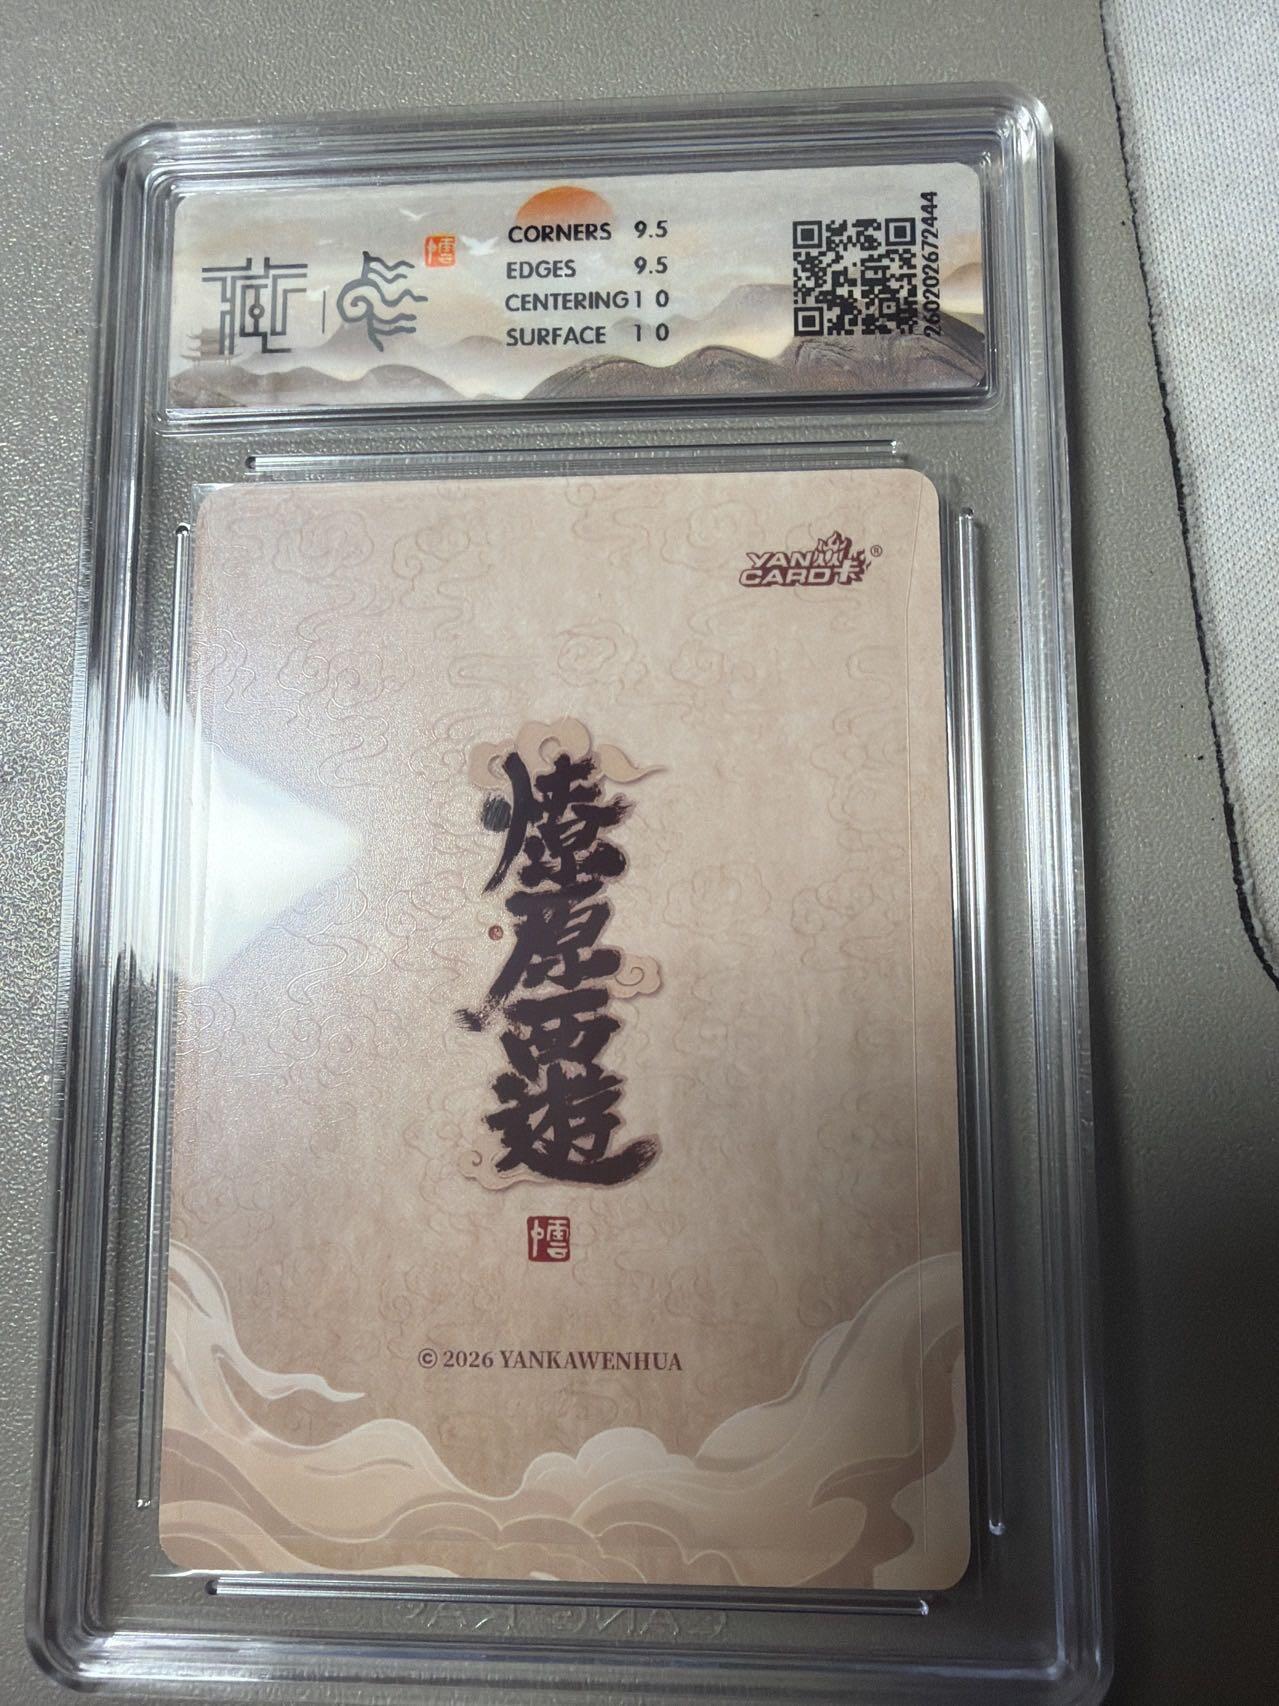 CORNERS 9.5
EDGES 9.5
CENTERING 10
SURFACE 10
2602026672444
YAN
CARD卡®
燎原西遊
© 2026 YANKAWENHUA